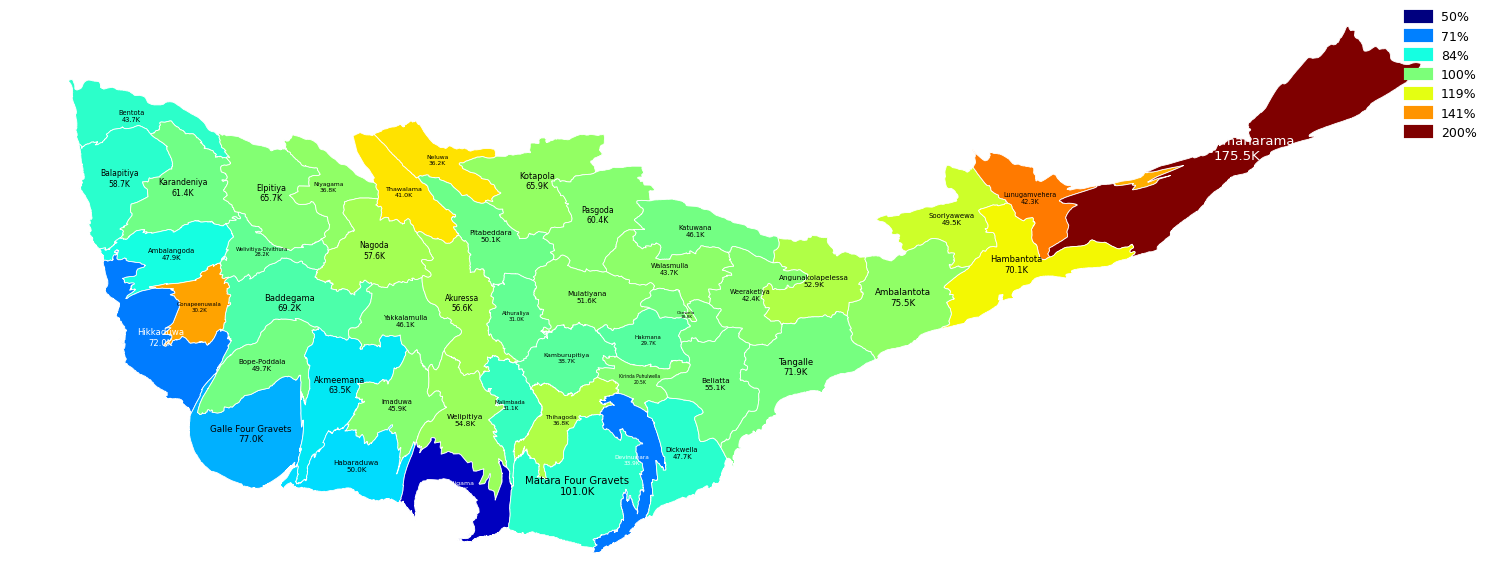 50%
71%
84%
100%
119%
141%
200%
175.5K
Bentota
43.7K
Balapitiya
58.7K
Karandeniya
61.4K
Elpitiya
65.7K
Niyagama
36.8K
Neluwa
36.2K
Thawalama
41.0K
Kotapola
65.9K
Pasgoda
60.4K
Lunugamvehera
42.3K
Sooriyawewa
49.5K
Katuwana
46.1K
Pitabeddara
50.1K
Ambalangoda
47.9K
Welivitiya-Divithura
28.2K
Nagoda
57.6K
Walasmulla
43.7K
Hambantota
70.1K
Angunakolapelessa
52.9K
Weeraketiya
42.4K
Ambalantota
75.5K
Mulatiyana
51.6K
Baddegama
69.2K
Akuressa
56.6K
Gonapeenuwala
30.2K
Athuraliya
31.0K
Yakkalamulla
46.1K
Hikkaduwa
72.0K
Hakmana
29.7K
Kamburupitiya
38.7K
Bope-Poddala
49.7K
Tangalle
71.9K
Akmeemana
63.5K
Kirinda Puhulwella
20.5K
Beliatta
55.1K
Imaduwa
45.9K
Malimbada
31.1K
Welipitiya
54.8K
Thihagoda
36.8K
Galle Four Gravets
77.0K
Dickwella
47.7K
Devinuwara
Habaraduwa
50.0K
Matara Four Gravets
101.0K